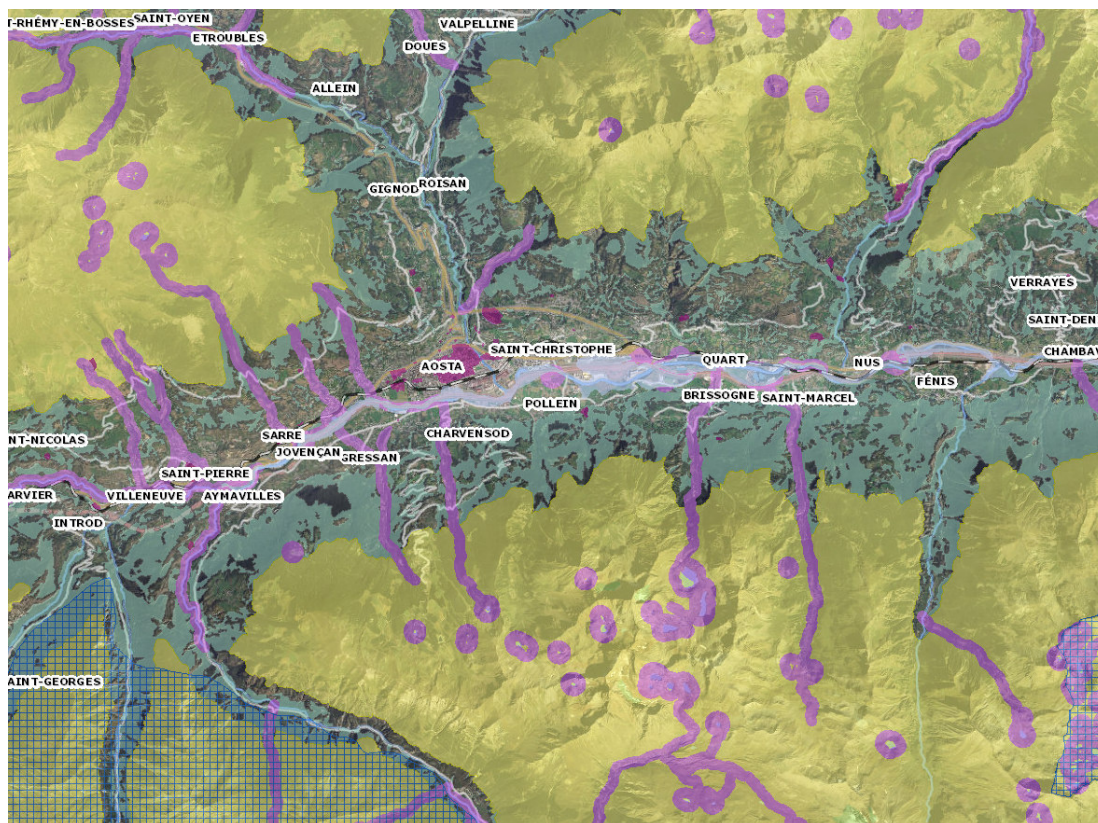 T-RHÉMY-EN-BOSSES
SAINT-OYEN
VALPELLINE
ETROUBLES
DOUES
ALLEIN
GIGNOD
ROISAN
VERRAYES
SAINT-DEN
SAINT-CHRISTOPHE
CHAMBAV
AOSTA
QUART
NUS
FÉNIS
BRISSOGNE
SAINT-MARCEL
POLLEIN
SARRE
CHARVENSOD
NT-NICOLAS
JOVENÇAN
GRESSAN
SAINT-PIERRE
ARVIER
VILLENEUVE
AYMAVILLES
INTROD
AINT-GEORGES